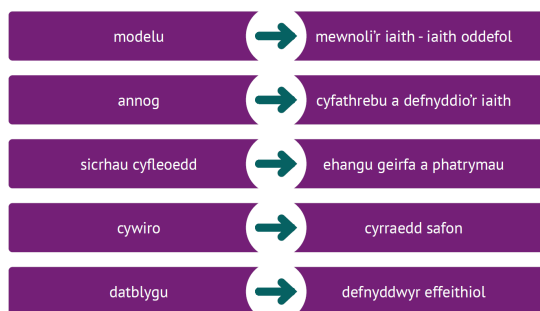 modelu mewnoli'r iaith - iaith oddefol
annog cyfathrebu a defnyddio'r iaith
sicrhau cyfleoedd ehangu geirfa a phatrymau
cywiro cyrraedd safon
datblygu defnyddwyr effeithiol